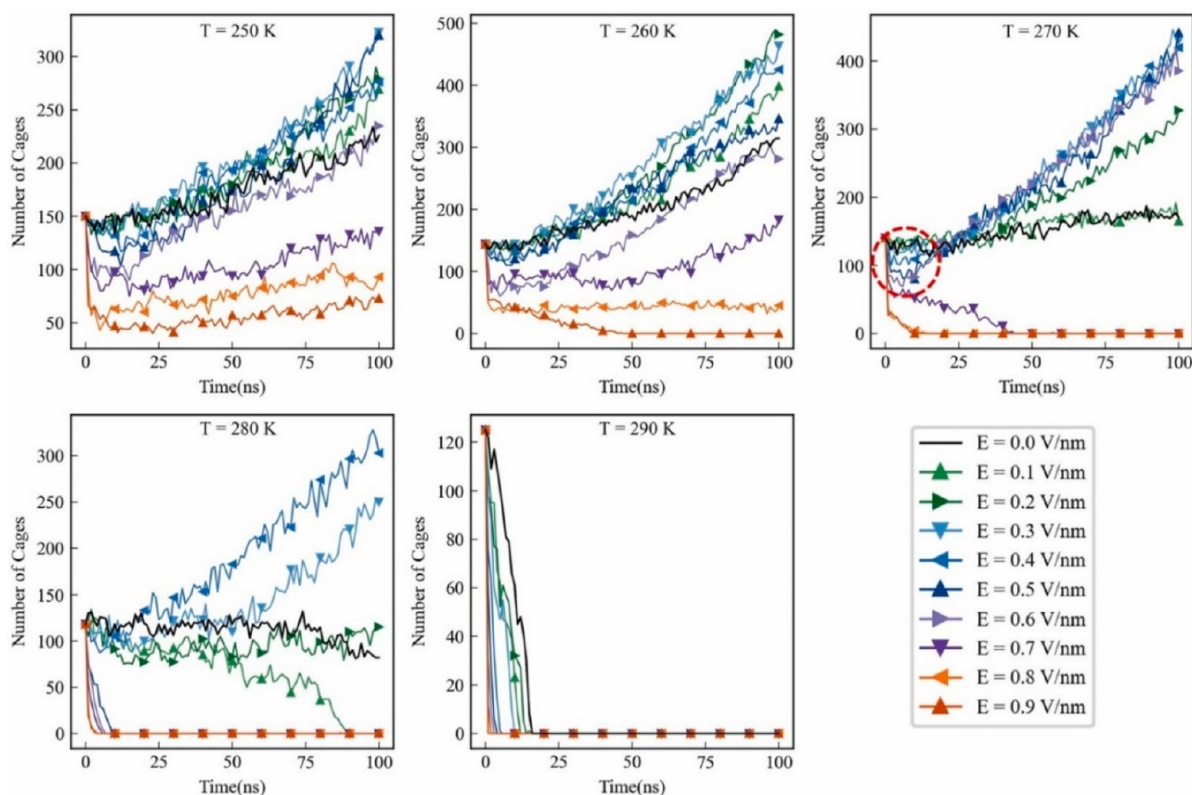 T = 250 K
300
250
200
150
100
50
Number of Cages
0
25
50
75
100
Time(ns)
T = 260 K
500
400
300
200
100
0
Number of Cages
0
25
50
75
100
Time(ns)
T = 270 K
400
300
200
100
0
Number of Cages
0
25
50
75
100
Time(ns)
T = 280 K
300
250
200
150
100
50
0
Number of Cages
0
25
50
75
100
Time(ns)
T = 290 K
120
100
80
60
40
20
0
Number of Cages
0
25
50
75
100
Time(ns)
E = 0.0 V/nm
E = 0.1 V/nm
E = 0.2 V/nm
E = 0.3 V/nm
E = 0.4 V/nm
E = 0.5 V/nm
E = 0.6 V/nm
E = 0.7 V/nm
E = 0.8 V/nm
E = 0.9 V/nm